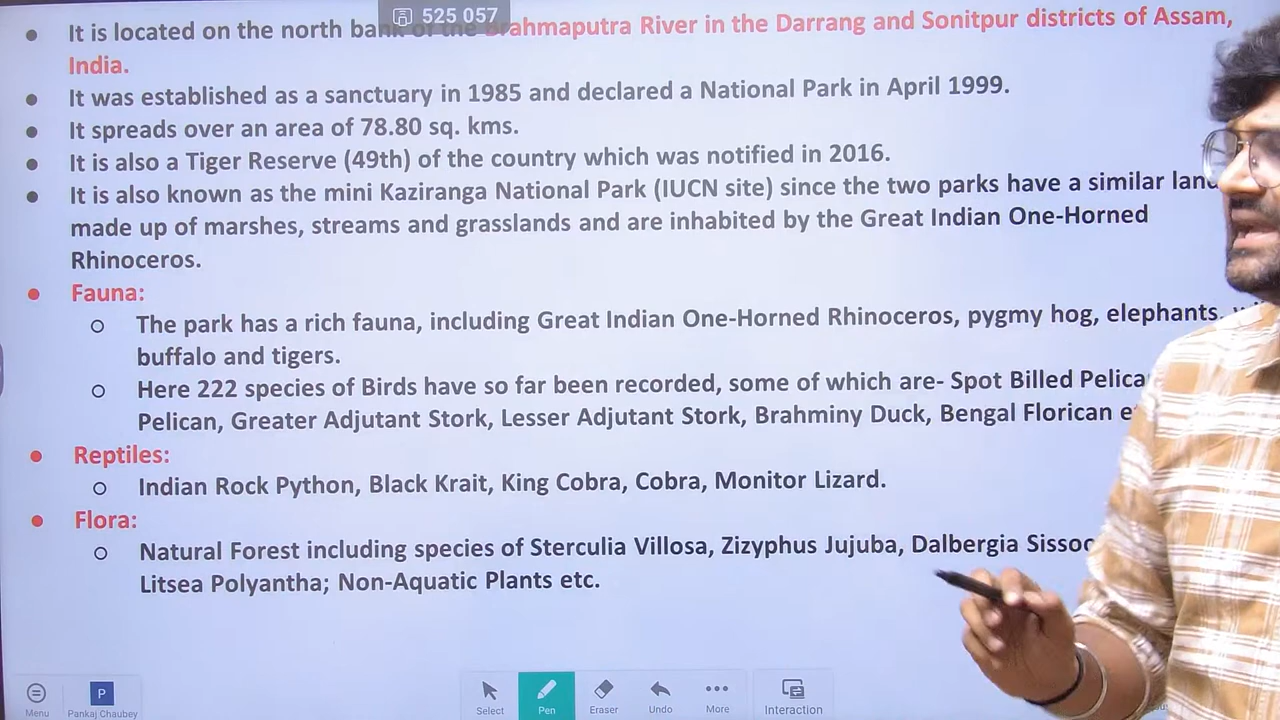 525 057
It is located on the north bank of the Brahmaputra River in the Darrang and Sonitpur districts of Assam,
India.
It was established as a sanctuary in 1985 and declared a National Park in April 1999.
It spreads over an area of 78.80 sq. kms.
It is also a Tiger Reserve (49th) of the country which was notified in 2016.
It is also known as the mini Kaziranga National Park (IUCN site) since the two parks have a similar
made up of marshes, streams and grasslands and are inhabited by the Great Indian One-Horned
Rhinoceros.
Fauna:
The park has a rich fauna, including Great Indian One-Horned Rhinoceros, pygmy hog, elephants,
buffalo and tigers.
Here 222 species of Birds have so far been recorded, some of which are- Spot Billed
Pelican, Greater Adjutant Stork, Lesser Adjutant Stork, Brahminy Duck, Bengal Florican
Reptiles:
Indian Rock Python, Black Krait, King Cobra, Cobra, Monitor Lizard.
Flora:
Natural Forest including species of Sterculia Villosa, Zizyphus Jujuba, Dalbergia
Litsea Polyantha; Non-Aquatic Plants etc.
Menu
P
Pankaj Chaubey
Select
Pen
Eraser
Undo
More
Interaction